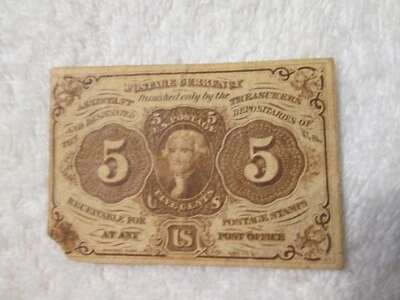 POSTAGE CURRENCY
furnished only by the
ASSISTANT TREASURERS
AND DESIGNATED DEPOSITARIES OF
THE U.S.
5 5
U.S. POSTAGE
5 5
FIVE CENTS
U S
RECEIVABLE FOR POSTAGE STAMPS
AT ANY US POST OFFICE